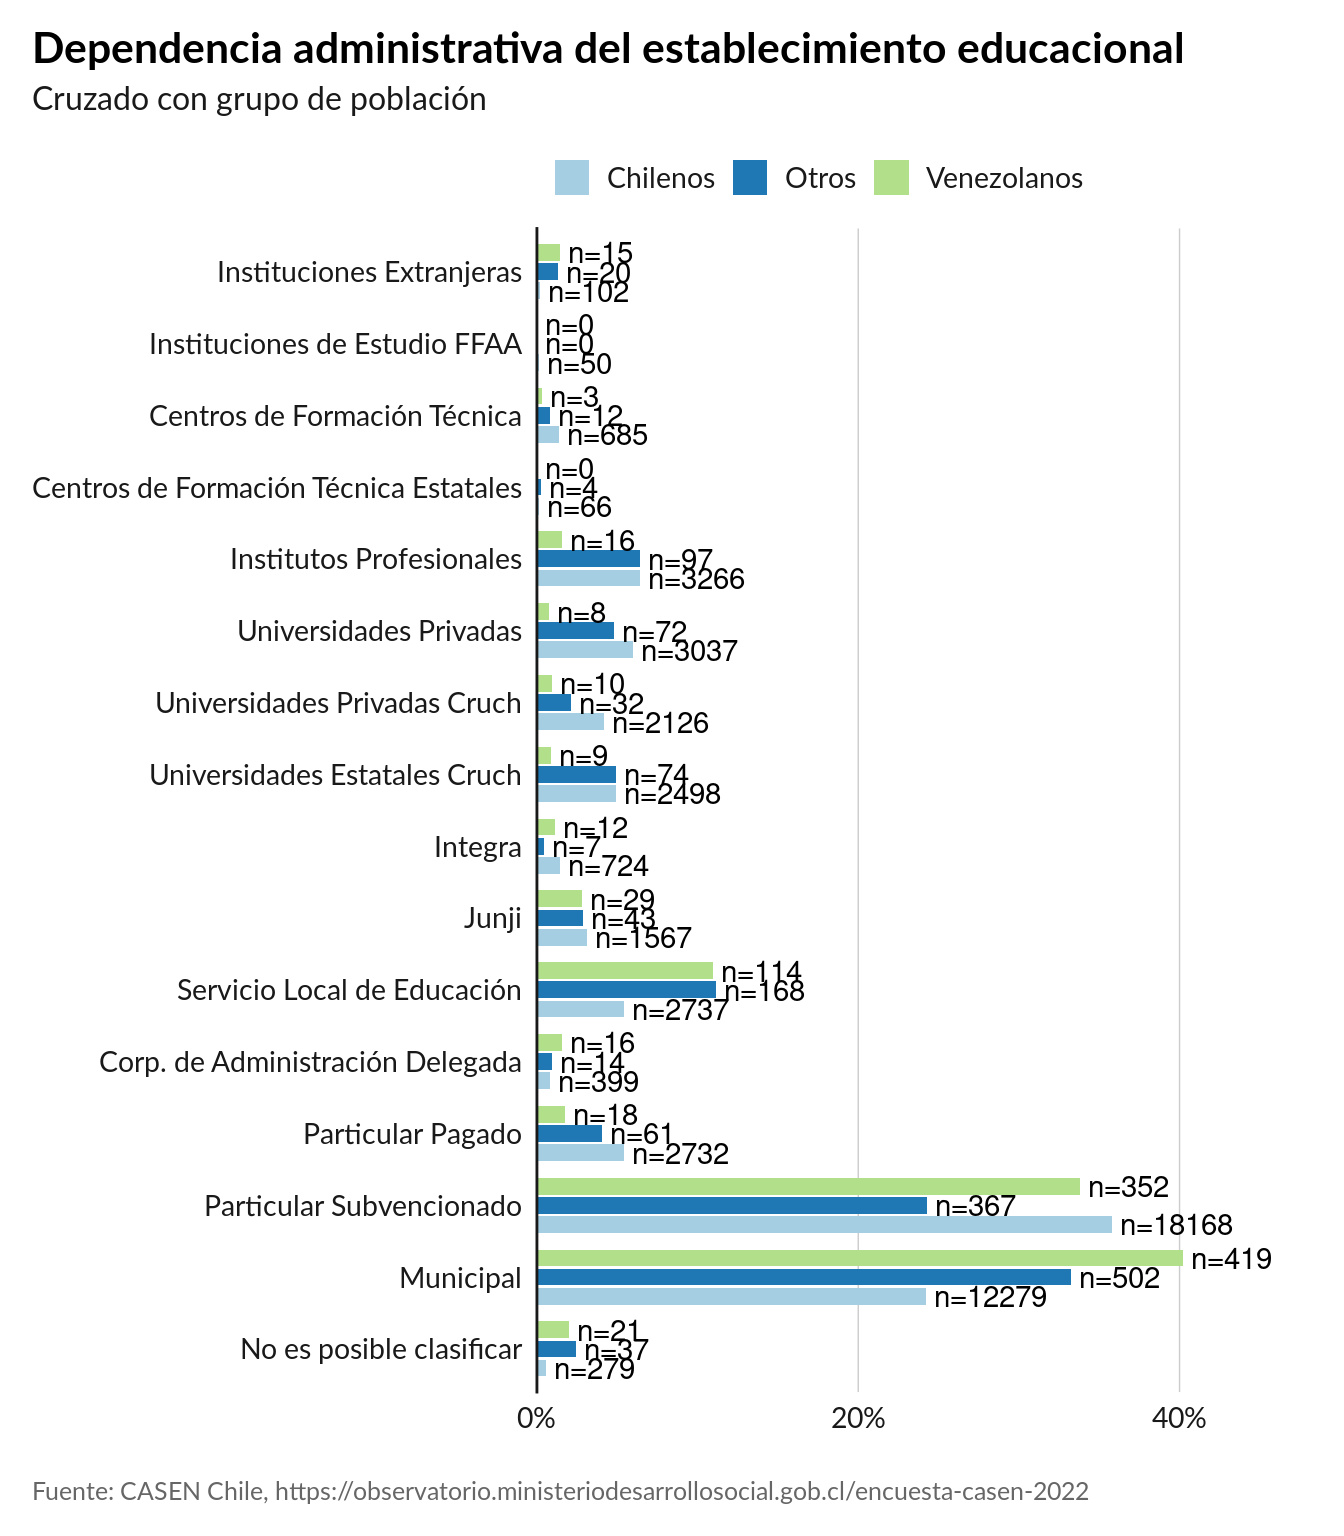 Dependencia administrativa del establecimiento educacional
Cruzado con grupo de población
Chilenos Otros Venezolanos
Instituciones Extranjeras
n=15
n=20
n=102
Instituciones de Estudio FFAA
n=0
n=0
n=50
Centros de Formación Técnica
n=3
n=12
n=685
Centros de Formación Técnica Estatales
n=0
n=4
n=66
Institutos Profesionales
n=16
n=97
n=3266
Universidades Privadas
n=8
n=72
n=3037
Universidades Privadas Cruch
n=10
n=32
n=2126
Universidades Estatales Cruch
n=9
n=74
n=2498
Integra
n=12
n=7
n=724
Junji
n=29
n=43
n=1567
Servicio Local de Educación
n=114
n=168
n=2737
Corp. de Administración Delegada
n=16
n=14
n=399
Particular Pagado
n=18
n=61
n=2732
Particular Subvencionado
n=352
n=367
n=18168
Municipal
n=419
n=502
n=12279
No es posible clasificar
n=21
n=37
n=279
0% 20% 40%
Fuente: CASEN Chile, https://observatorio.ministeriodesarrollosocial.gob.cl/encuesta-casen-2022